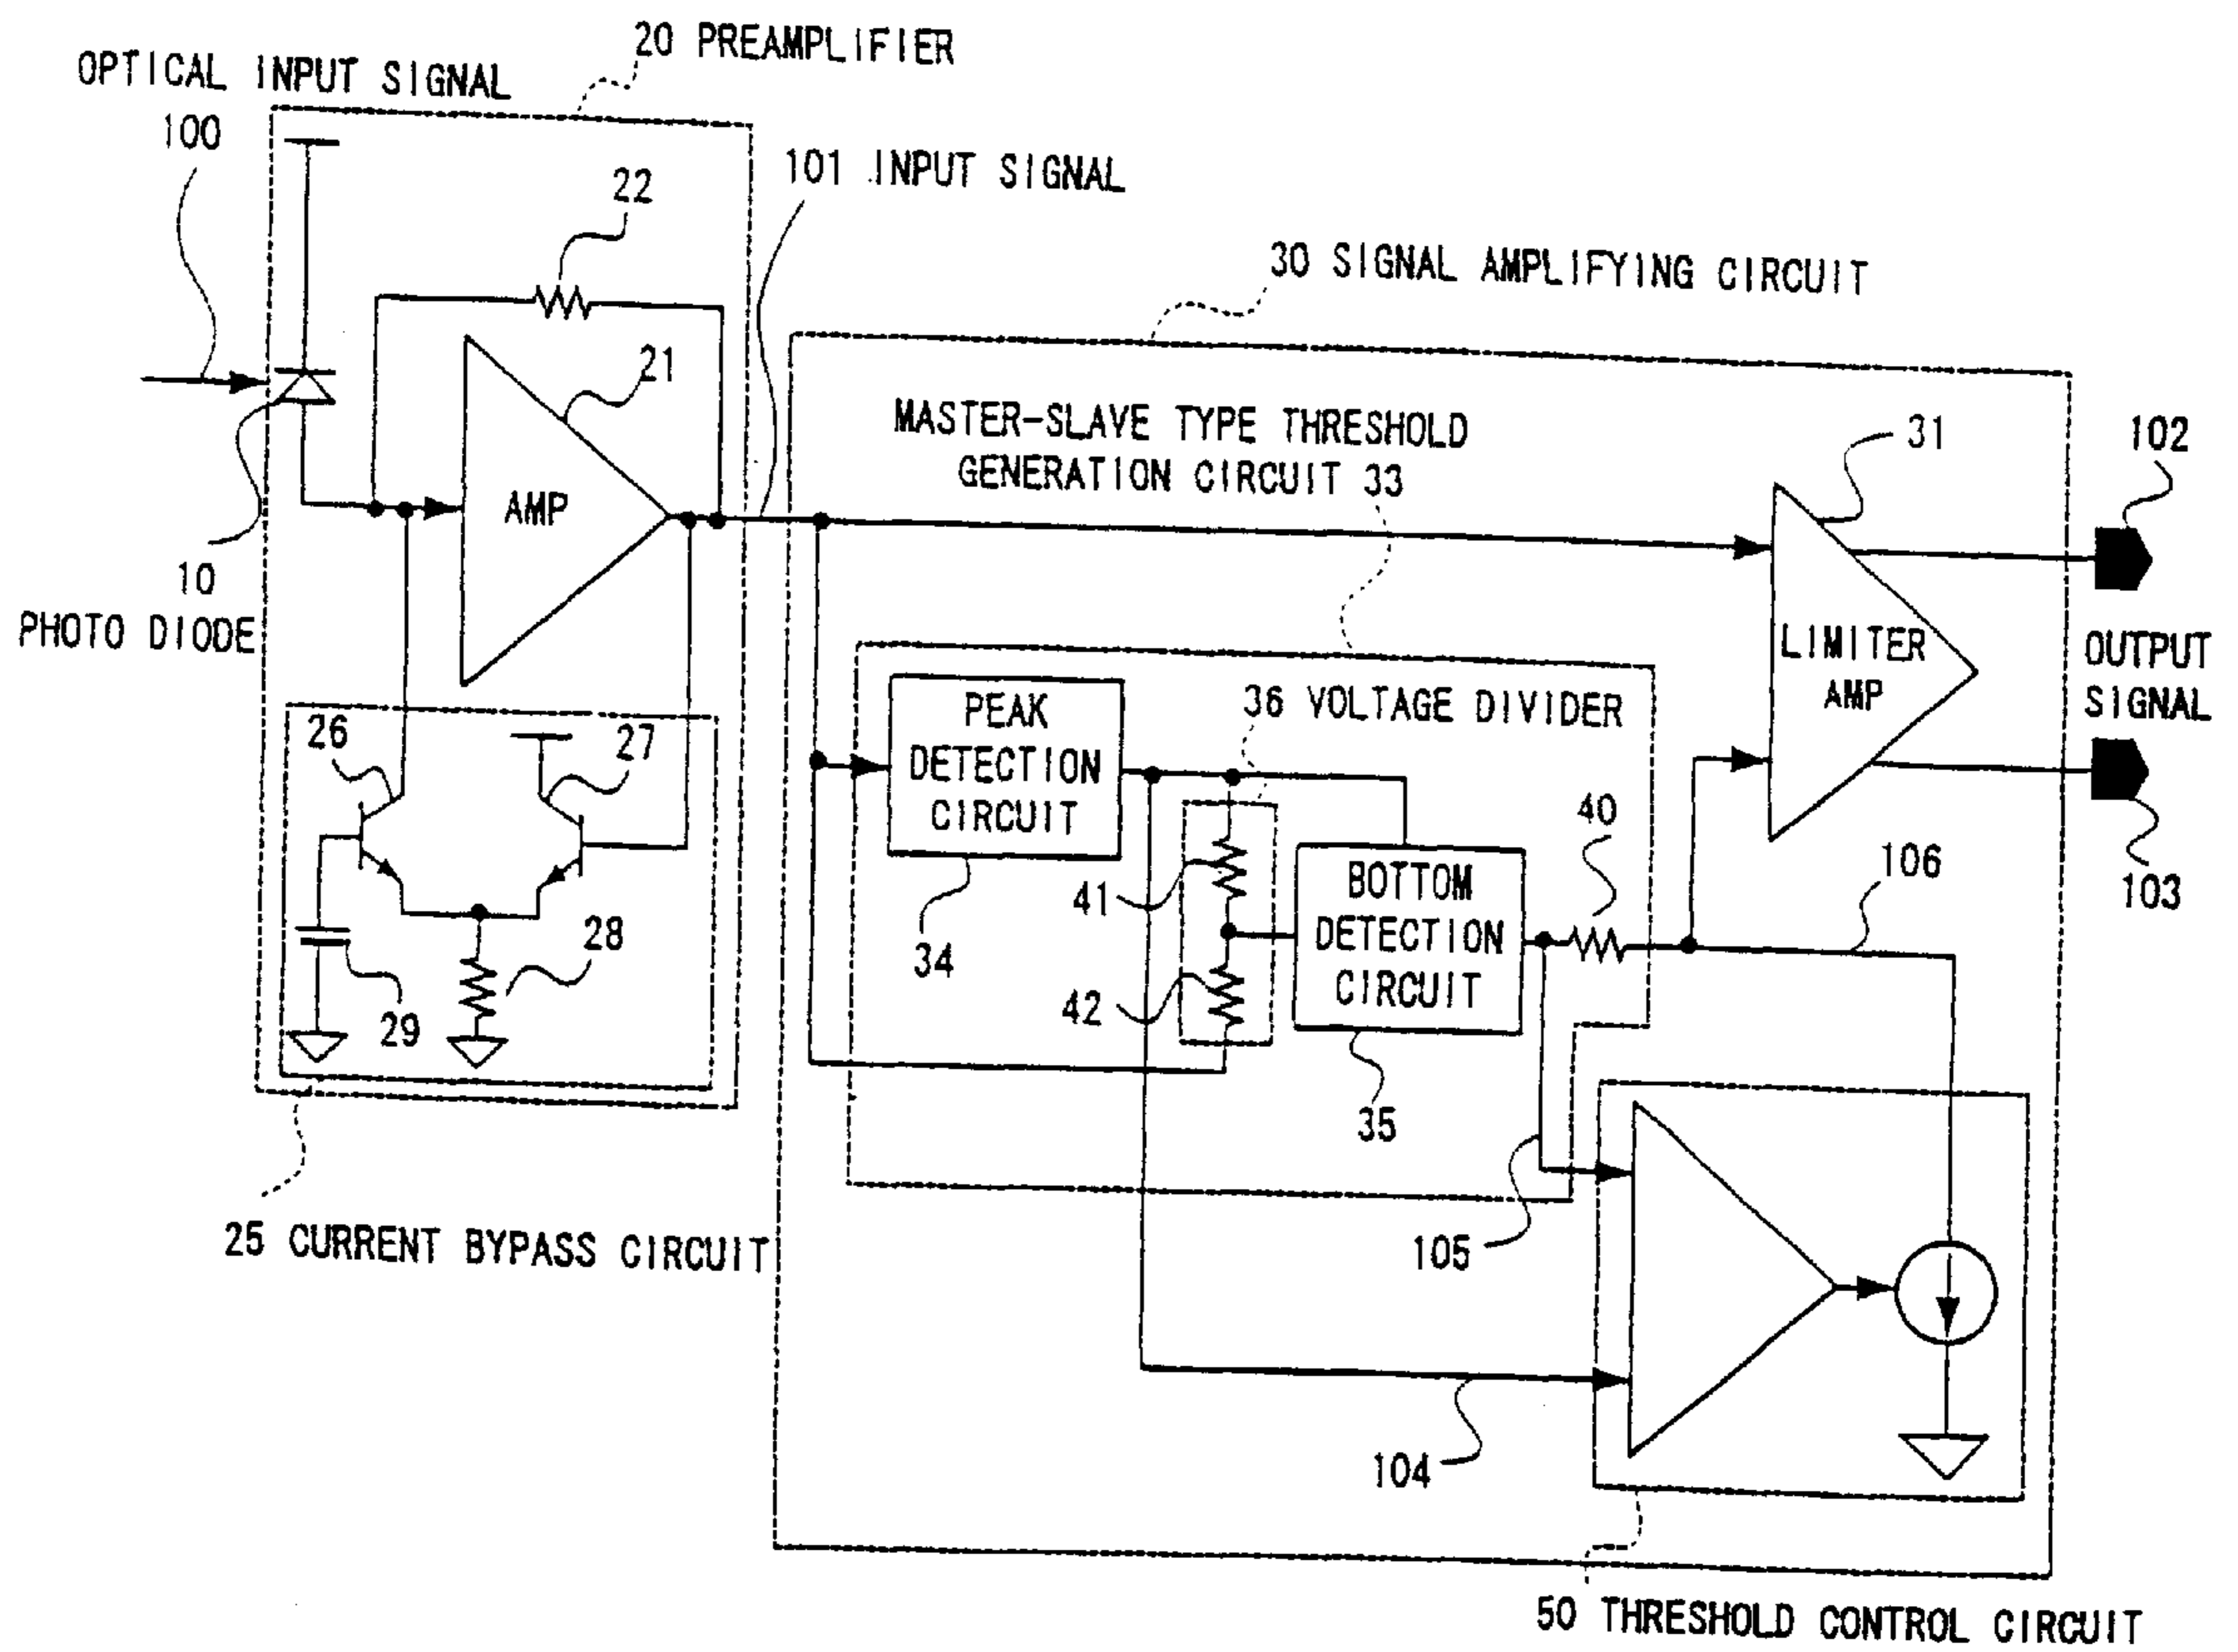 20 PREAMPLIFIER
OPTICAL INPUT SIGNAL
100
101 INPUT SIGNAL
22
30 SIGNAL AMPLIFYING CIRCUIT
21
MASTER-SLAVE TYPE THRESHOLD
GENERATION CIRCUIT 33
31
102
AMP
10
PHOTO DIODE
LIMITER
AMP
OUTPUT
SIGNAL
26
27
PEAK
DETECTION
CIRCUIT
36 VOLTAGE DIVIDER
40
106
103
41
BOTTOM
DETECTION
CIRCUIT
28
34
42
29
35
25 CURRENT BYPASS CIRCUIT
105
104
50 THRESHOLD CONTROL CIRCUIT